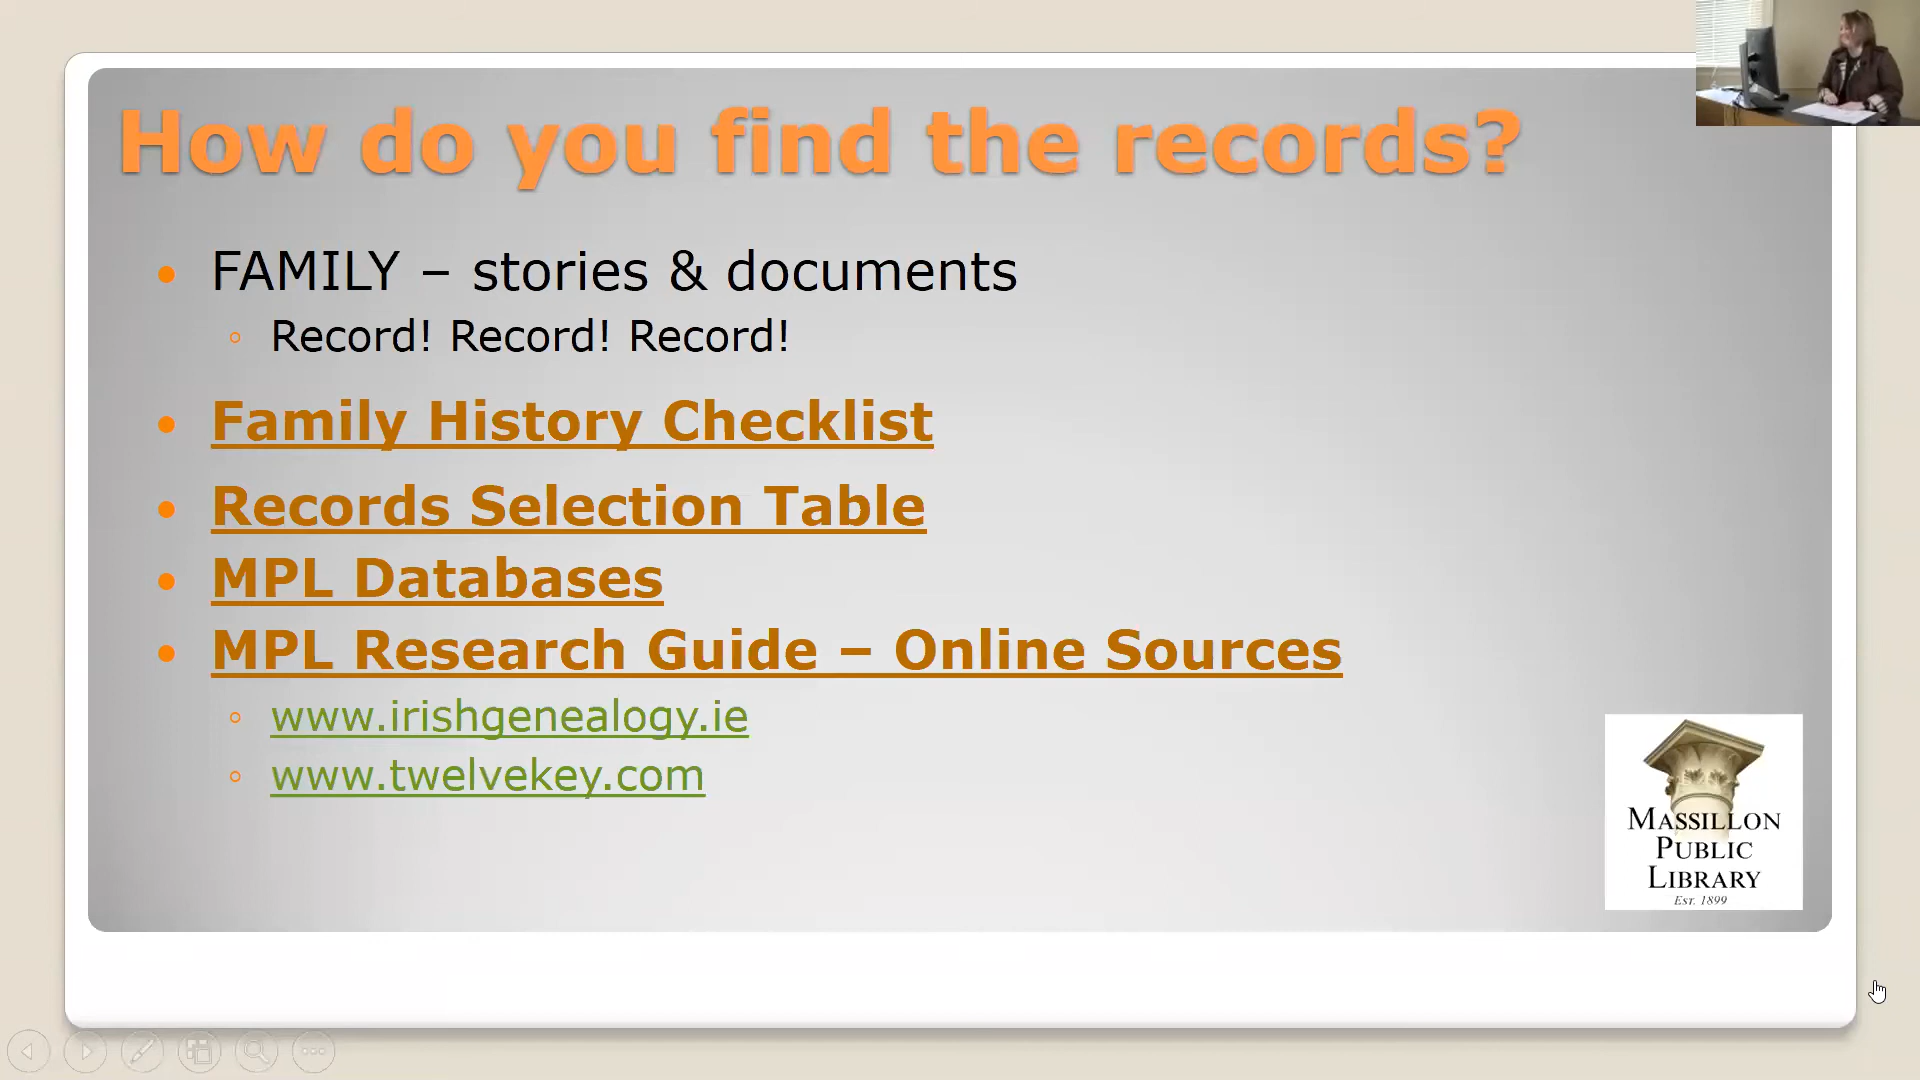 How do you find the records?
FAMILY – stories & documents
Record! Record! Record!
Family History Checklist
Records Selection Table
MPL Databases
MPL Research Guide – Online Sources
www.irishgenealogy.ie
www.twelvekey.com
MASSILLON
PUBLIC
LIBRARY
EST. 1899